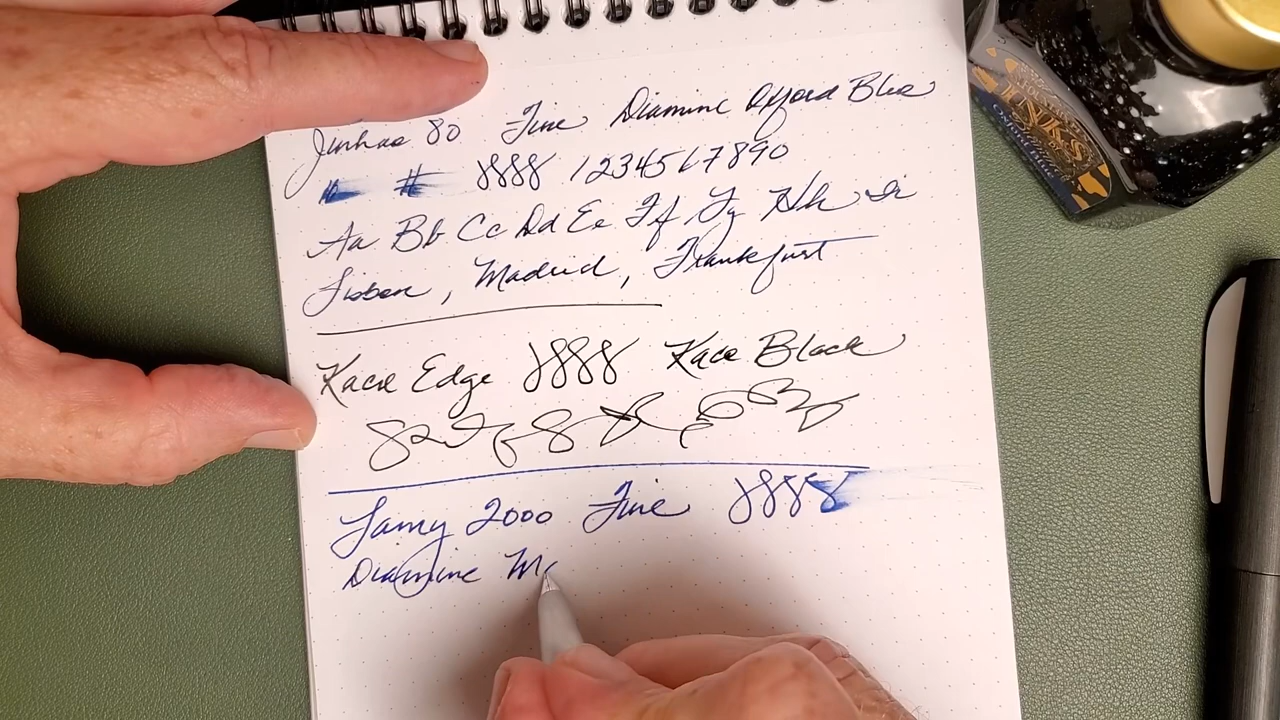 Jinhao 80 Fine Diamine Oxford Blue
# # 8888 1234567890
Aa Bb Cc Dd Ee Ff Gg Hh Ii
Lisbon, Madrid, Frankfurt
Kaco Edge 8888 Kaco Black
Lamy 2000 Fine 8888
Diamine M
INKS